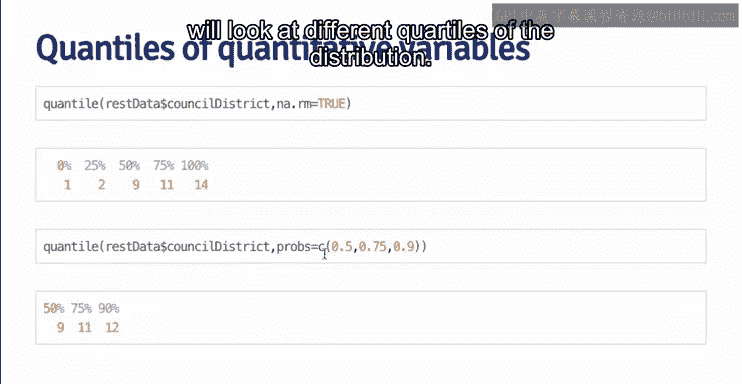 will look at different quartiles of the
distribution.
Quantiles of quantitative variables
quantile(restData$councilDistrict,na.rm=TRUE)
0% 25% 50% 75% 100%
1 2 9 11 14
quantile(restData$councilDistrict,probs=c(0.5,0.75,0.9))
50% 75% 90%
9 11 12